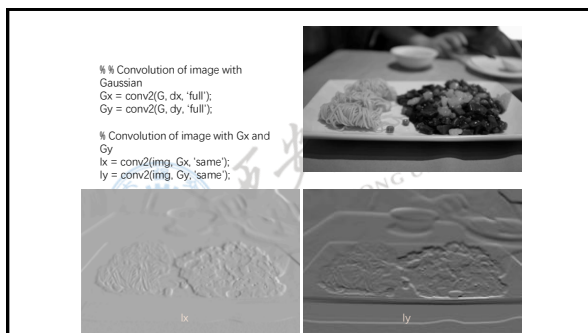 % % Convolution of image with
Gaussian
Gx = conv2(G, dx, 'full');
Gy = conv2(G, dy, 'full');
% Convolution of image with Gx and
Gy
Ix = conv2(img, Gx, 'same');
Iy = conv2(img, Gy, 'same');
Ix
Iy